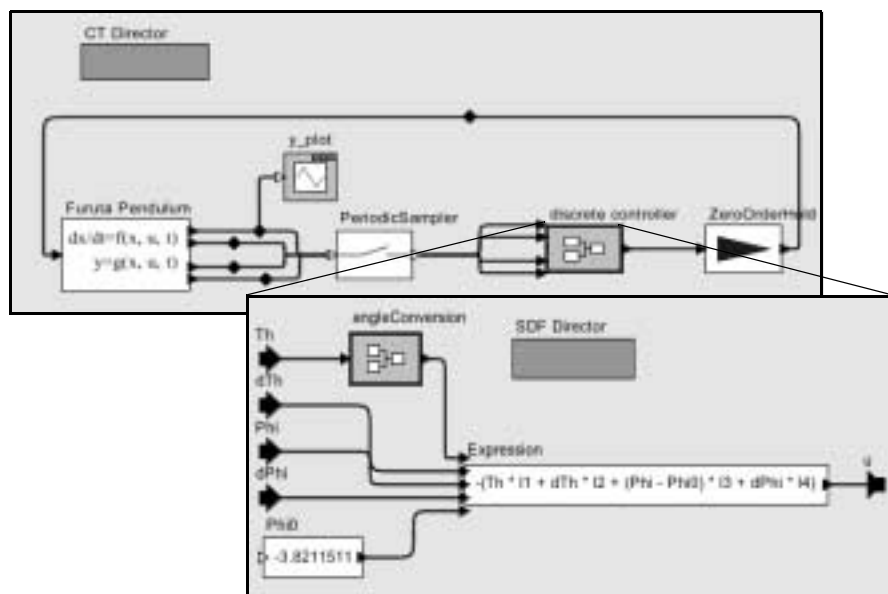 CT Director
y_plot
Furuta Pendulum
dx/dt=f(x, u, t)
y=g(x, u, t)
PeriodicSampler
discrete controller
ZeroOrderHold
angleConversion
SDF Director
Th
dTh
Phi
dPhi
Expression
-(Th * l1 + dTh * l2 + (Phi - Phi0) * l3 + dPhi * l4)
u
Phi0
-3.8211511